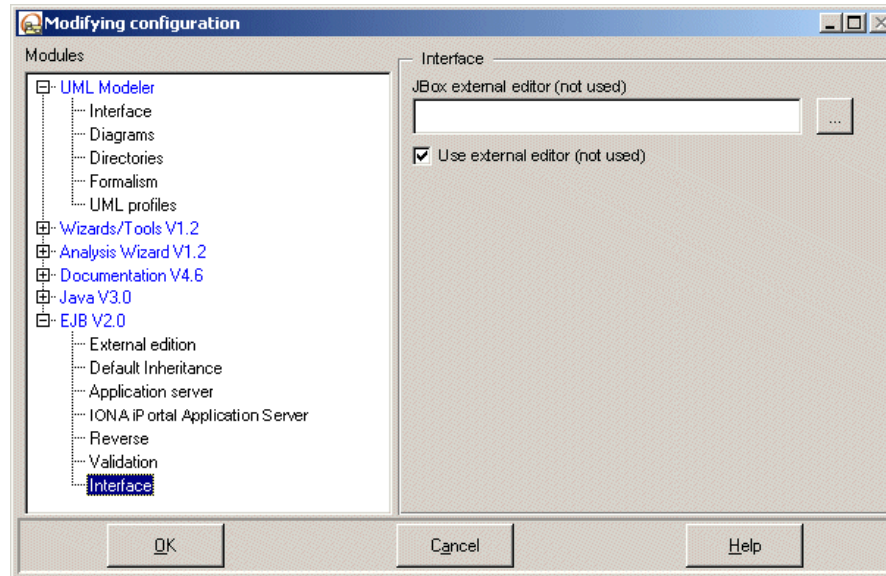 Modifying configuration
Modules
UML Modeler
Interface
Diagrams
Directories
Formalism
UML profiles
Wizards/Tools V1.2
Analysis Wizard V1.2
Documentation V4.6
Java V3.0
EJB V2.0
External edition
Default Inheritance
Application server
IONA iPortal Application Server
Reverse
Validation
Interface
Interface
JBox external editor (not used)
...
Use external editor (not used)
OK
Cancel
Help